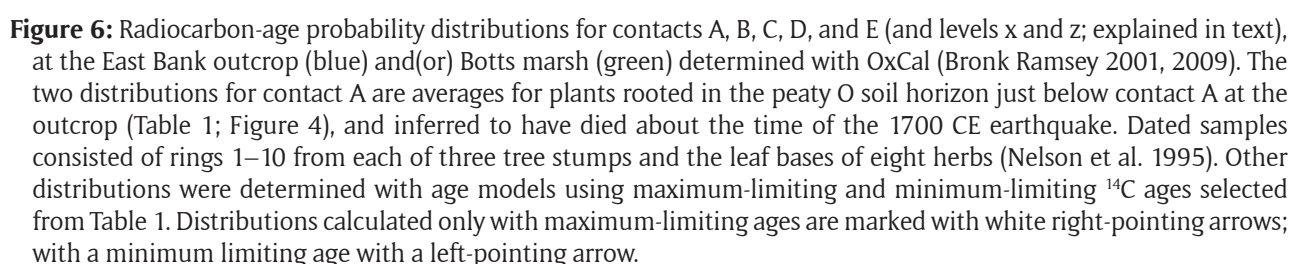 Figure 6: Radiocarbon-age probability distributions for contacts A, B, C, D, and E (and levels x and z; explained in text),
at the East Bank outcrop (blue) and(or) Botts marsh (green) determined with OxCal (Bronk Ramsey 2001, 2009). The
two distributions for contact A are averages for plants rooted in the peaty O soil horizon just below contact A at the
outcrop (Table 1; Figure 4), and inferred to have died about the time of the 1700 CE earthquake. Dated samples
consisted of rings 1–10 from each of three tree stumps and the leaf bases of eight herbs (Nelson et al. 1995). Other
distributions were determined with age models using maximum-limiting and minimum-limiting ¹⁴C ages selected
from Table 1. Distributions calculated only with maximum-limiting ages are marked with white right-pointing arrows;
with a minimum limiting age with a left-pointing arrow.